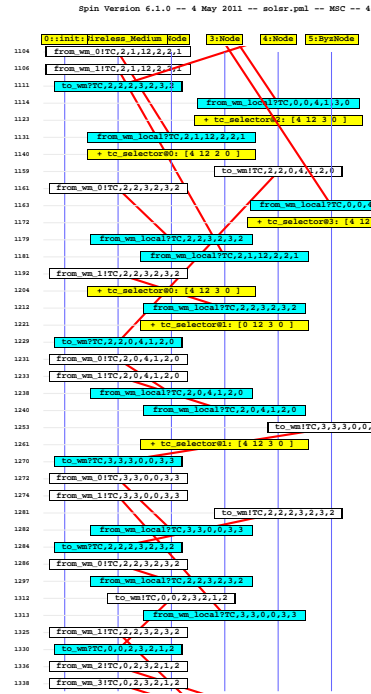 Spin Version 6.1.0 -- 4 May 2011 -- solsr.pml -- MSC -- 4
0::init: Wireless_Medium Node 3:Node 4:Node 5:ByzNode
1104 from_wm_0!TC,2,1,12,2,2,1
1106 from_wm_1!TC,2,1,12,2,2,1
1111 to_wm?TC,2,2,2,3,2,3,2
1114 from_wm_local?TC,0,0,4,1,3,0
1123 + tc_selector@2: [4 12 3 0 ]
1131 from_wm_local?TC,2,1,12,2,2,1
1140 + tc_selector@0: [4 12 2 0 ]
1159 to_wm!TC,2,2,0,4,1,2,0
1161 from_wm_0!TC,2,2,3,2,3,2
1163 from_wm_local?TC,0,0,4
1172 + tc_selector@3: [4 12
1179 from_wm_local?TC,2,2,3,2,3,2
1181 from_wm_local?TC,2,1,12,2,2,1
1192 from_wm_1!TC,2,2,3,2,3,2
1204 + tc_selector@0: [4 12 3 0 ]
1212 from_wm_local?TC,2,2,3,2,3,2
1221 + tc_selector@1: [0 12 3 0 ]
1229 to_wm?TC,2,2,0,4,1,2,0
1231 from_wm_0!TC,2,0,4,1,2,0
1233 from_wm_1!TC,2,0,4,1,2,0
1238 from_wm_local?TC,2,0,4,1,2,0
1240 from_wm_local?TC,2,0,4,1,2,0
1253 to_wm!TC,3,3,3,0,0,
1261 + tc_selector@1: [4 12 3 0 ]
1270 to_wm?TC,3,3,3,0,0,3,3
1272 from_wm_0!TC,3,3,0,0,3,3
1274 from_wm_1!TC,3,3,0,0,3,3
1281 to_wm!TC,2,2,2,3,2,3,2
1282 from_wm_local?TC,3,3,0,0,3,3
1284 to_wm?TC,2,2,2,3,2,3,2
1286 from_wm_0!TC,2,2,3,2,3,2
1297 from_wm_local?TC,2,2,3,2,3,2
1312 to_wm!TC,0,0,2,3,2,1,2
1313 from_wm_local?TC,3,3,0,0,3,3
1325 from_wm_1!TC,2,2,3,2,3,2
1330 to_wm?TC,0,0,2,3,2,1,2
1336 from_wm_2!TC,0,2,3,2,1,2
1338 from_wm_3!TC,0,2,3,2,1,2